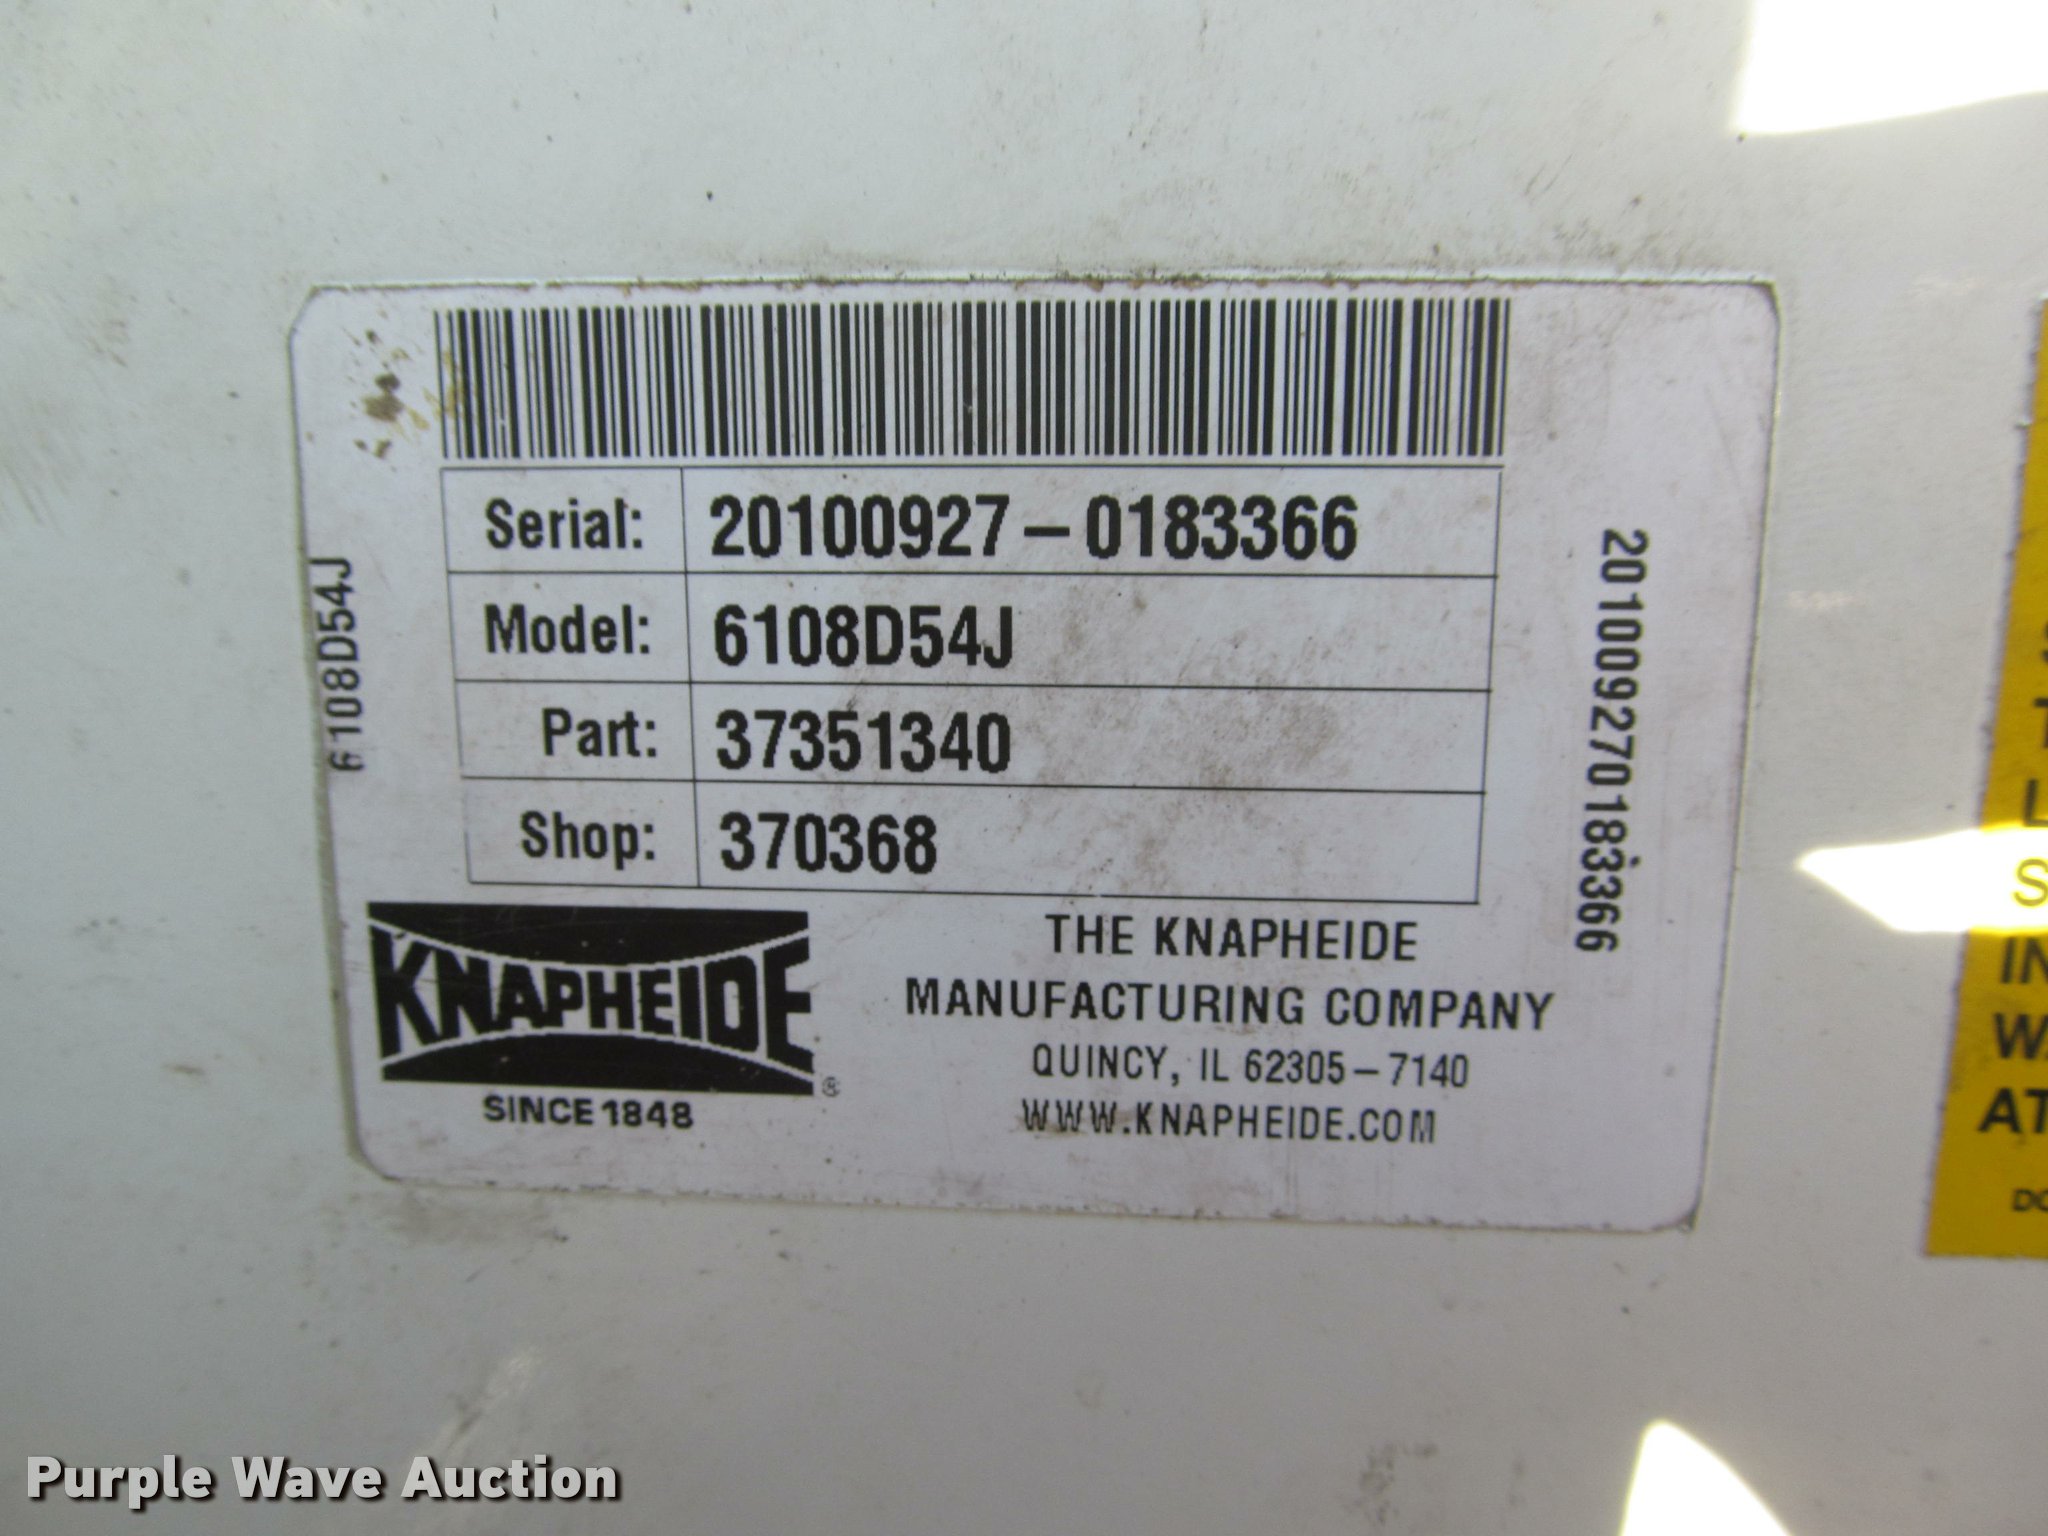 Serial: 20100927-0183366
Model: 6108D54J
Part: 37351340
Shop: 370368
6108D54J
201009270183366
KNAPHEIDE
®
SINCE 1848
THE KNAPHEIDE
MANUFACTURING COMPANY
QUINCY, IL 62305-7140
WWW.KNAPHEIDE.COM
Purple Wave Auction